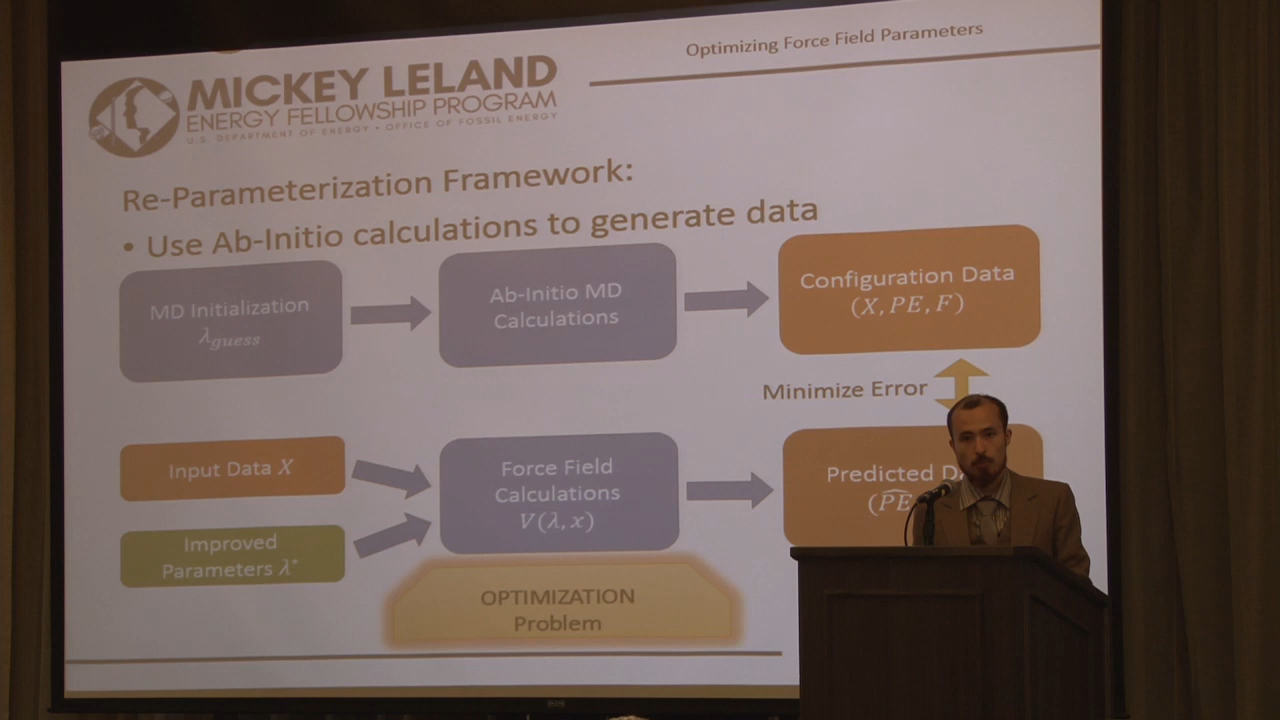 Optimizing Force Field Parameters
MICKEY LELAND
ENERGY FELLOWSHIP PROGRAM
U.S. DEPARTMENT OF ENERGY • OFFICE OF FOSSIL ENERGY
Re-Parameterization Framework:
• Use Ab-Initio calculations to generate data
MD Initialization
λ_guess
Ab-Initio MD
Calculations
Configuration Data
(X, PE, F)
Minimize Error
Input Data X
Improved
Parameters λ*
Force Field
Calculations
V(λ, x)
Predicted D
(P̂E
OPTIMIZATION
Problem